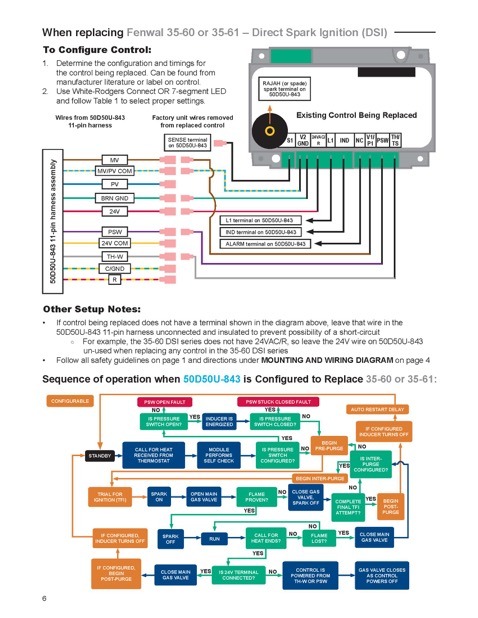 When replacing Fenwal 35-60 or 35-61 – Direct Spark Ignition (DSI)
To Configure Control:
1. Determine the configuration and timings for
the control being replaced. Can be found from
manufacturer literature or label on control.
2. Use White-Rodgers Connect OR 7-segment LED
and follow Table 1 to select proper settings.
Wires from 50D50U-843
11-pin harness
Factory unit wires removed
from replaced control
RAJAH (or spade)
spark terminal on
50D50U-843
Existing Control Being Replaced
SENSE terminal
on 50D50U-843
S1
V2
GND
24VAC/
R
L1
IND
NC
V1/
P1
PSW
TH/
TS
50D50U-843 11-pin harness assembly
MV
MV/PV COM
PV
BRN GND
24V
PSW
24V COM
TH-W
C/GND
R
L1 terminal on 50D50U-843
IND terminal on 50D50U-843
ALARM terminal on 50D50U-843
Other Setup Notes:
• If control being replaced does not have a terminal shown in the diagram above, leave that wire in the
50D50U-843 11-pin harness unconnected and insulated to prevent possibility of a short-circuit
○ For example, the 35-60 DSI series does not have 24VAC/R, so leave the 24V wire on 50D50U-843
un-used when replacing any control in the 35-60 DSI series
• Follow all safety guidelines on page 1 and directions under MOUNTING AND WIRING DIAGRAM on page 4
Sequence of operation when 50D50U-843 is Configured to Replace 35-60 or 35-61:
CONFIGURABLE
PSW OPEN FAULT
PSW STUCK CLOSED FAULT
AUTO RESTART DELAY
NO
YES
IS PRESSURE
SWITCH OPEN?
YES
INDUCER IS
ENERGIZED
IS PRESSURE
SWITCH CLOSED?
NO
IF CONFIGURED
INDUCER TURNS OFF
YES
STANDBY
CALL FOR HEAT
RECEIVED FROM
THERMOSTAT
MODULE
PERFORMS
SELF CHECK
IS PRESSURE
SWITCH
CONFIGURED?
NO
BEGIN
PRE-PURGE
NO
IS INTER-
PURGE
CONFIGURED?
YES
BEGIN INTER-PURGE
NO
TRIAL FOR
IGNITION (TFI)
SPARK
ON
OPEN MAIN
GAS VALVE
FLAME
PROVEN?
NO
CLOSE GAS
VALVE,
SPARK OFF
COMPLETE
FINAL TFI
ATTEMPT?
YES
BEGIN
POST-
PURGE
YES
NO
IF CONFIGURED,
INDUCER TURNS OFF
SPARK
OFF
RUN
CALL FOR
HEAT ENDS?
NO
FLAME
LOST?
YES
CLOSE MAIN
GAS VALVE
YES
IF CONFIGURED,
BEGIN
POST-PURGE
CLOSE MAIN
GAS VALVE
YES
IS 24V TERMINAL
CONNECTED?
NO
CONTROL IS
POWERED FROM
TH-W OR PSW
GAS VALVE CLOSES
AS CONTROL
POWERS OFF
6